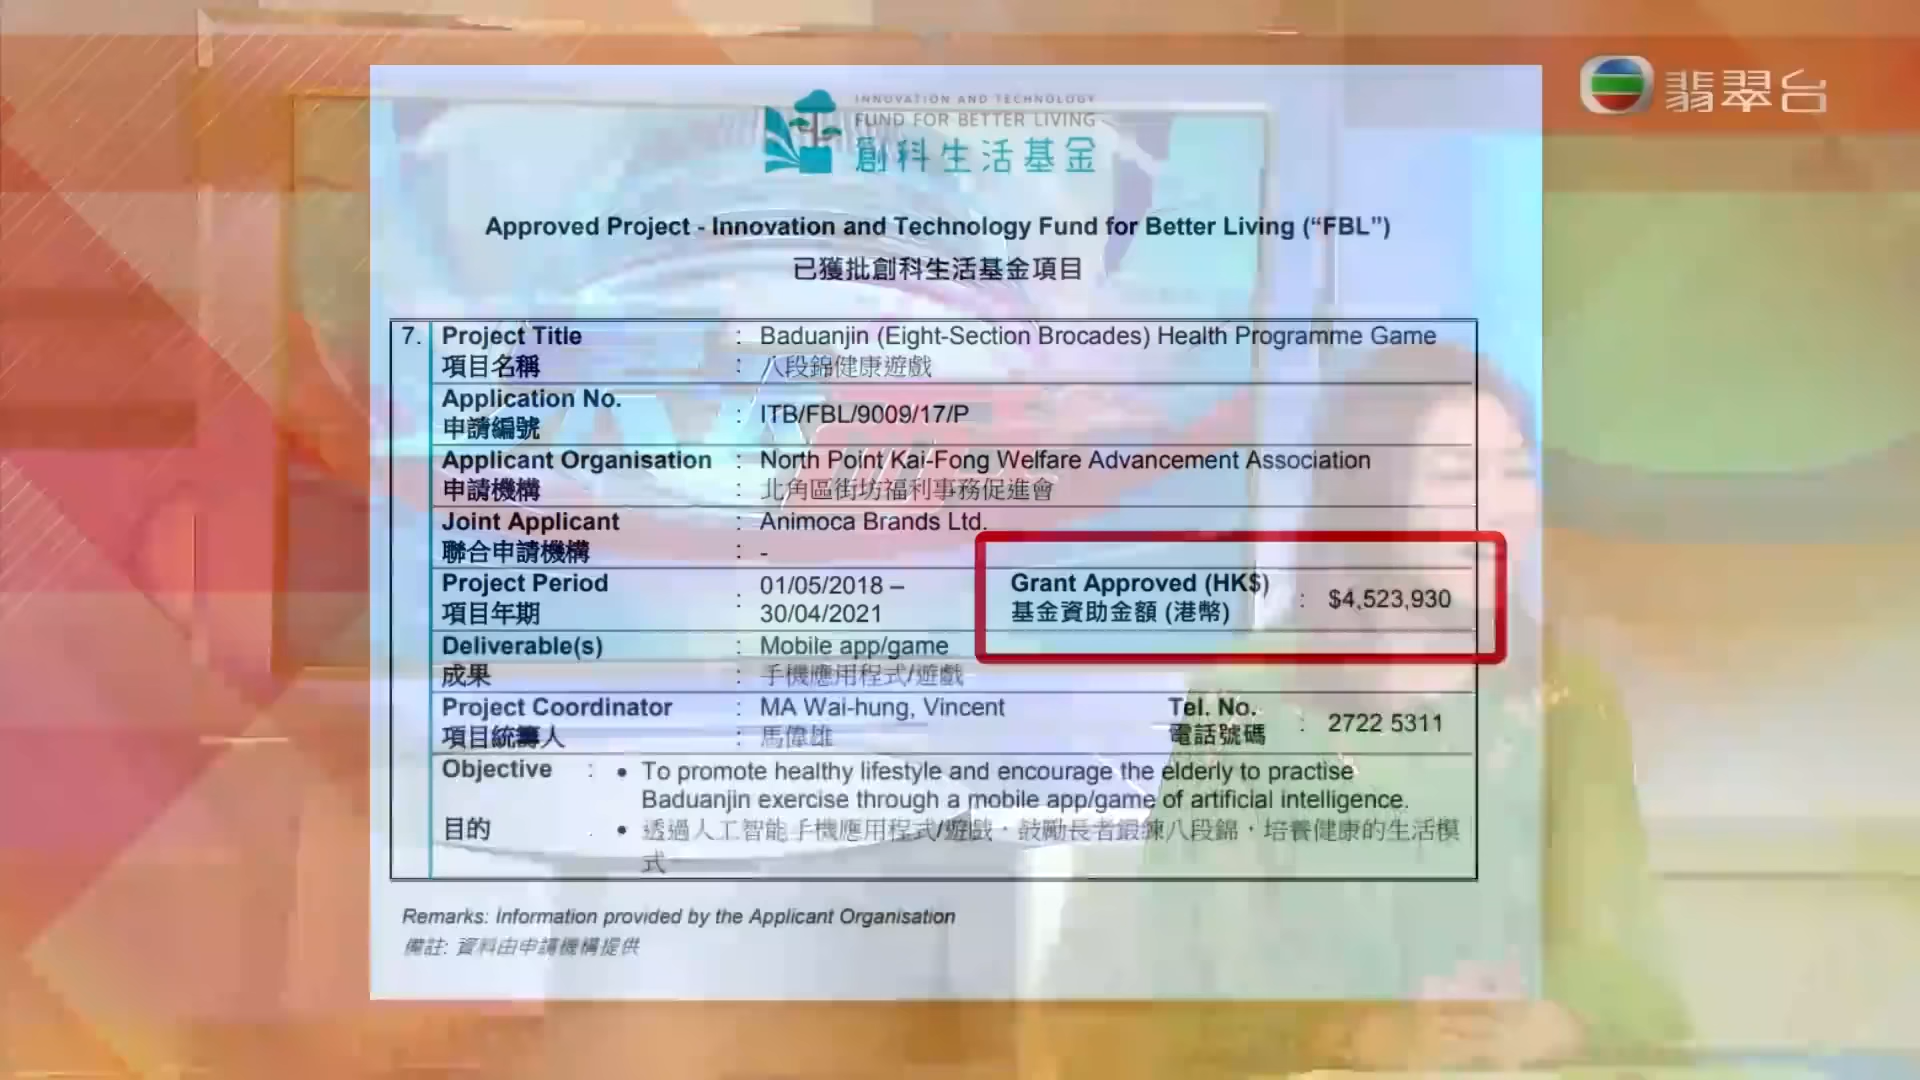 翡翠台
INNOVATION AND TECHNOLOGY
FUND FOR BETTER LIVING
創科生活基金
Approved Project - Innovation and Technology Fund for Better Living (“FBL”)
已獲批創科生活基金項目
7. Project Title : Baduanjin (Eight-Section Brocades) Health Programme Game
項目名稱 : 八段錦健康遊戲
Application No.
申請編號 : ITB/FBL/9009/17/P
Applicant Organisation : North Point Kai-Fong Welfare Advancement Association
申請機構 : 北角區街坊福利事務促進會
Joint Applicant : Animoca Brands Ltd.
聯合申請機構 : -
Project Period : 01/05/2018 – Grant Approved (HK$) : $4,523,930
項目年期 30/04/2021 基金資助金額 (港幣)
Deliverable(s) : Mobile app/game
成果 : 手機應用程式/遊戲
Project Coordinator : MA Wai-hung, Vincent Tel. No. : 2722 5311
項目統籌人 : 馬偉雄 電話號碼
Objective : • To promote healthy lifestyle and encourage the elderly to practise
Baduanjin exercise through a mobile app/game of artificial intelligence.
目的 : • 透過人工智能手機應用程式/遊戲，鼓勵長者鍛鍊八段錦，培養健康的生活模
式
Remarks: Information provided by the Applicant Organisation
備註: 資料由申請機構提供